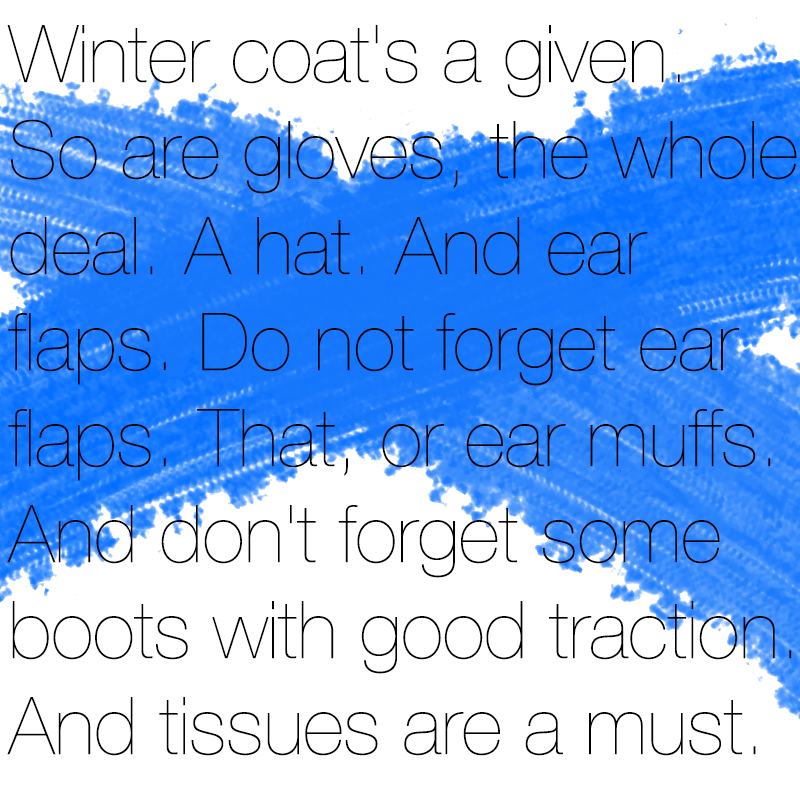 Winter coat's a given.
So are gloves, the whole
deal. A hat. And ear
flaps. Do not forget ear
flaps. That, or ear muffs.
And don't forget some
boots with good traction.
And tissues are a must.